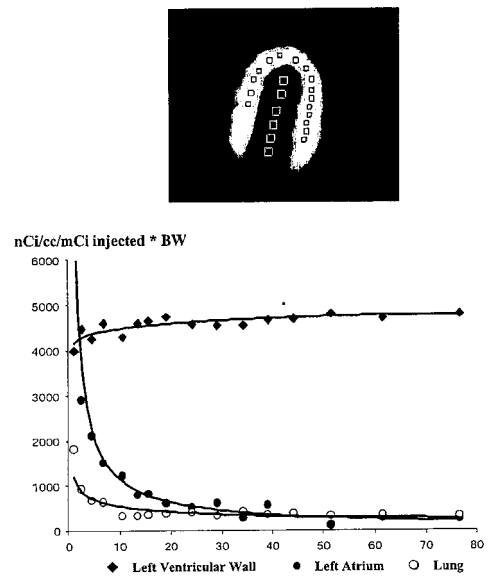 nCi/cc/mCi injected * BW
6000
5000
4000
3000
2000
1000
0
0 10 20 30 40 50 60 70 80
◆ Left Ventricular Wall ● Left Atrium ○ Lung